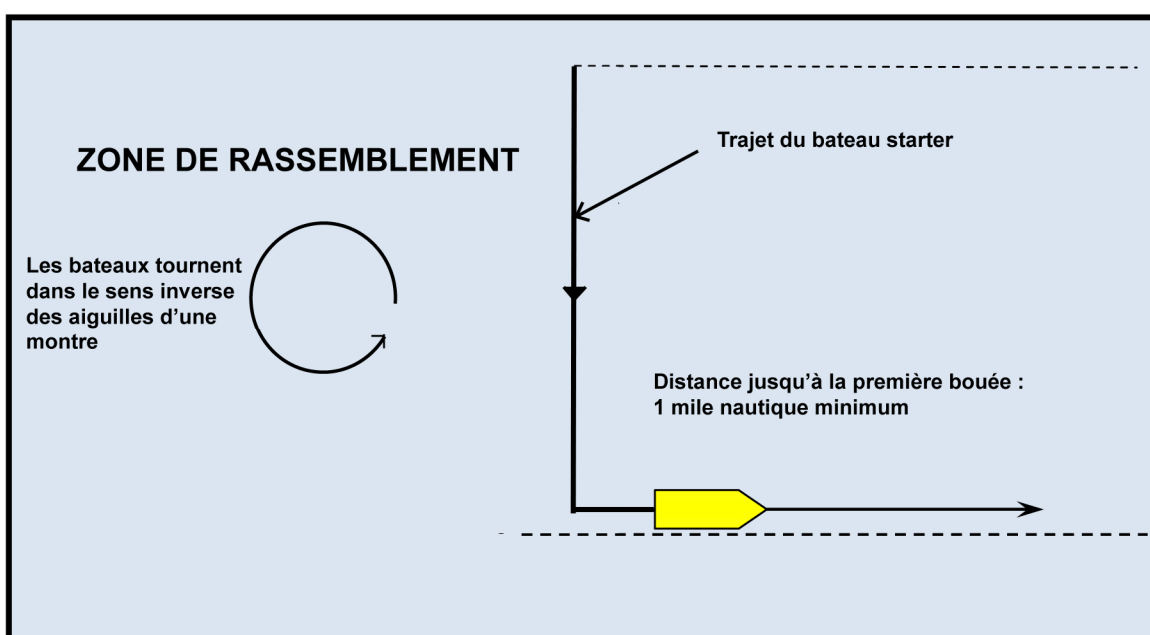 Trajet du bateau starter
ZONE DE RASSEMBLEMENT
Les bateaux tournent
dans le sens inverse
des aiguilles d’une
montre
Distance jusqu’à la première bouée :
1 mile nautique minimum